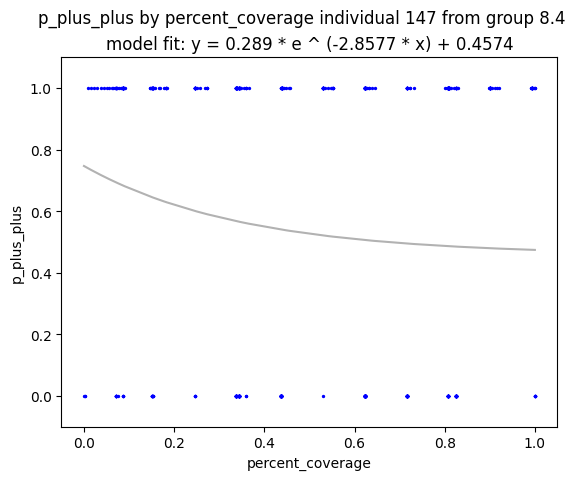 p_plus_plus by percent_coverage individual 147 from group 8.4
model fit: y = 0.289 * e ^ (-2.8577 * x) + 0.4574
1.0
0.8
0.6
0.4
0.2
0.0
p_plus_plus
0.0 0.2 0.4 0.6 0.8 1.0
percent_coverage